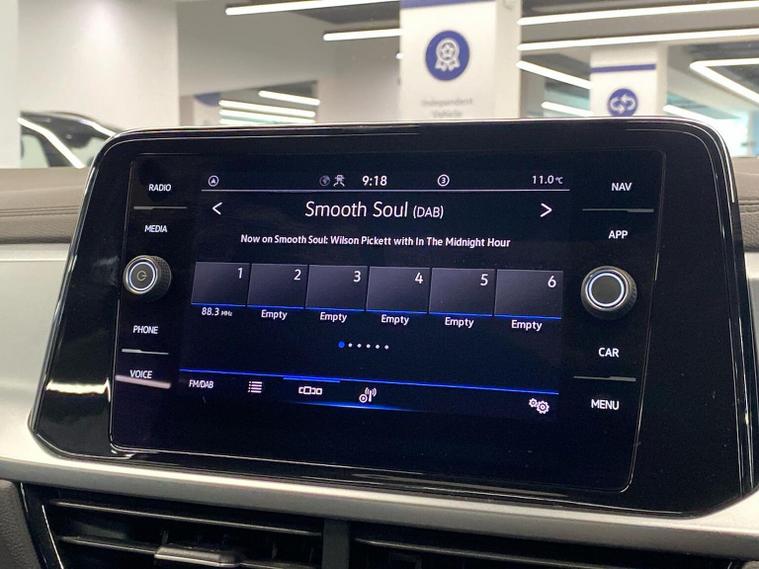 Independent
Vehicle
RADIO
MEDIA
PHONE
VOICE
9:18
3
11.0°C
< Smooth Soul (DAB) >
Now on Smooth Soul: Wilson Pickett with In The Midnight Hour
1 2 3 4 5 6
88.3 MHz Empty Empty Empty Empty Empty
FM/DAB
NAV
APP
CAR
MENU